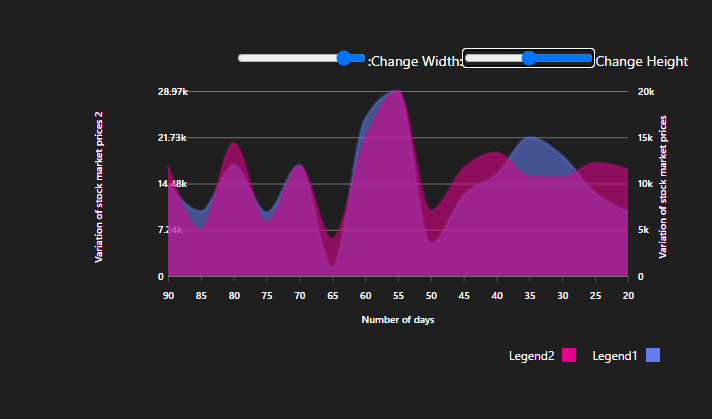 :Change Width:
Change Height
Variation of stock market prices 2
28.97k
21.73k
14.48k
7.24k
0
20k
15k
10k
5k
0
Variation of stock market prices
90 85 80 75 70 65 60 55 50 45 40 35 30 25 20
Number of days
Legend2 Legend1